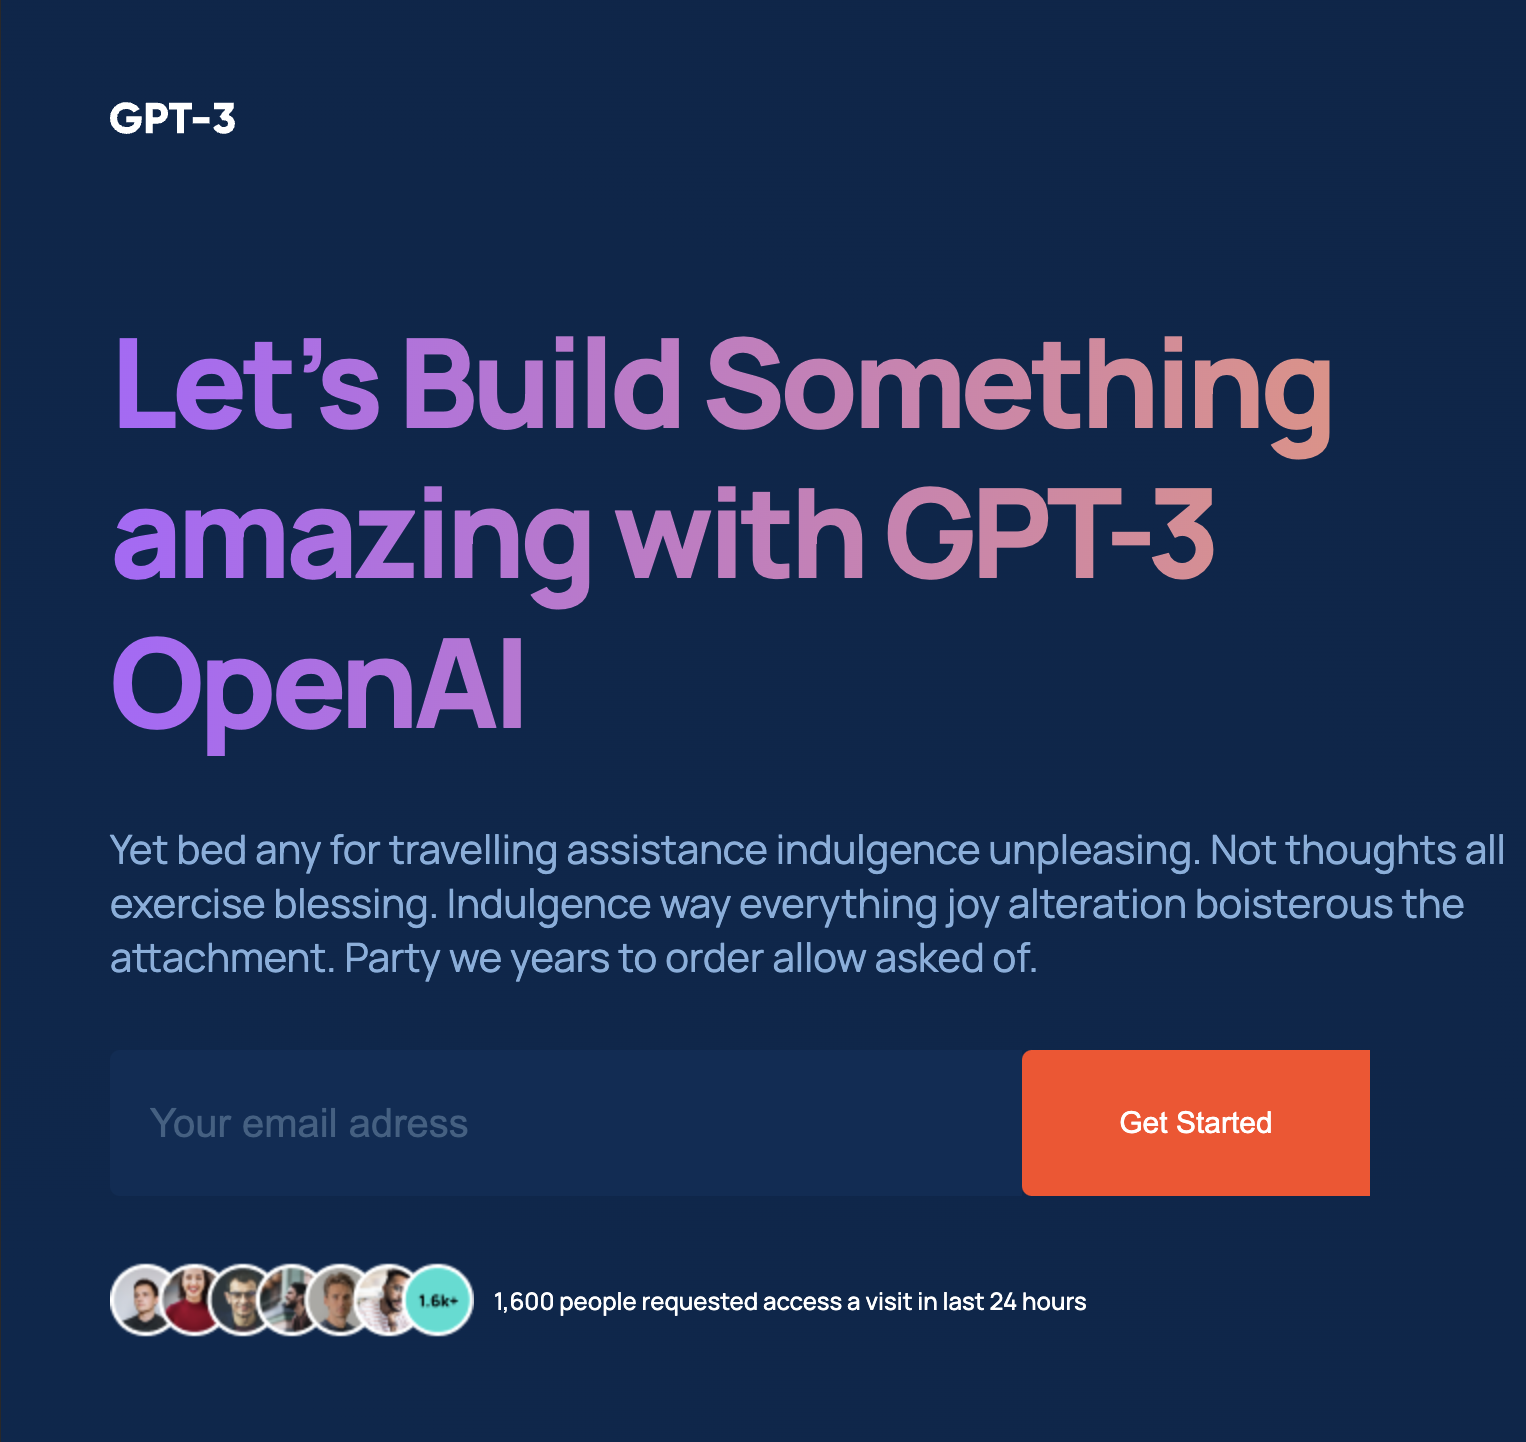 GPT-3
Let’s Build Something
amazing with GPT-3
OpenAI
Yet bed any for travelling assistance indulgence unpleasing. Not thoughts all
exercise blessing. Indulgence way everything joy alteration boisterous the
attachment. Party we years to order allow asked of.
Your email adress
Get Started
1.6k+
1,600 people requested access a visit in last 24 hours